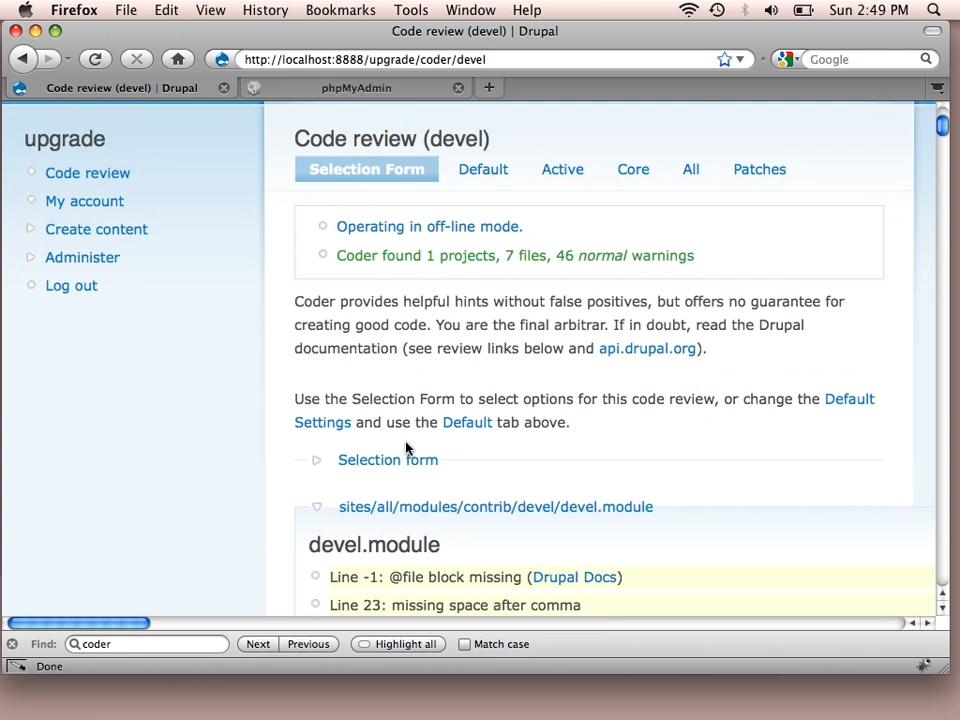 Firefox File Edit View History Bookmarks Tools Window Help Sun 2:49 PM
Code review (devel) | Drupal
http://localhost:8888/upgrade/coder/devel Google
Code review (devel) | Drupal phpMyAdmin
upgrade
Code review
My account
Create content
Administer
Log out
Code review (devel)
Selection Form Default Active Core All Patches
Operating in off-line mode.
Coder found 1 projects, 7 files, 46 normal warnings
Coder provides helpful hints without false positives, but offers no guarantee for
creating good code. You are the final arbitrar. If in doubt, read the Drupal
documentation (see review links below and api.drupal.org).
Use the Selection Form to select options for this code review, or change the Default
Settings and use the Default tab above.
Selection form
sites/all/modules/contrib/devel/devel.module
devel.module
Line -1: @file block missing (Drupal Docs)
Line 23: missing space after comma
Find: coder Next Previous Highlight all Match case
Done